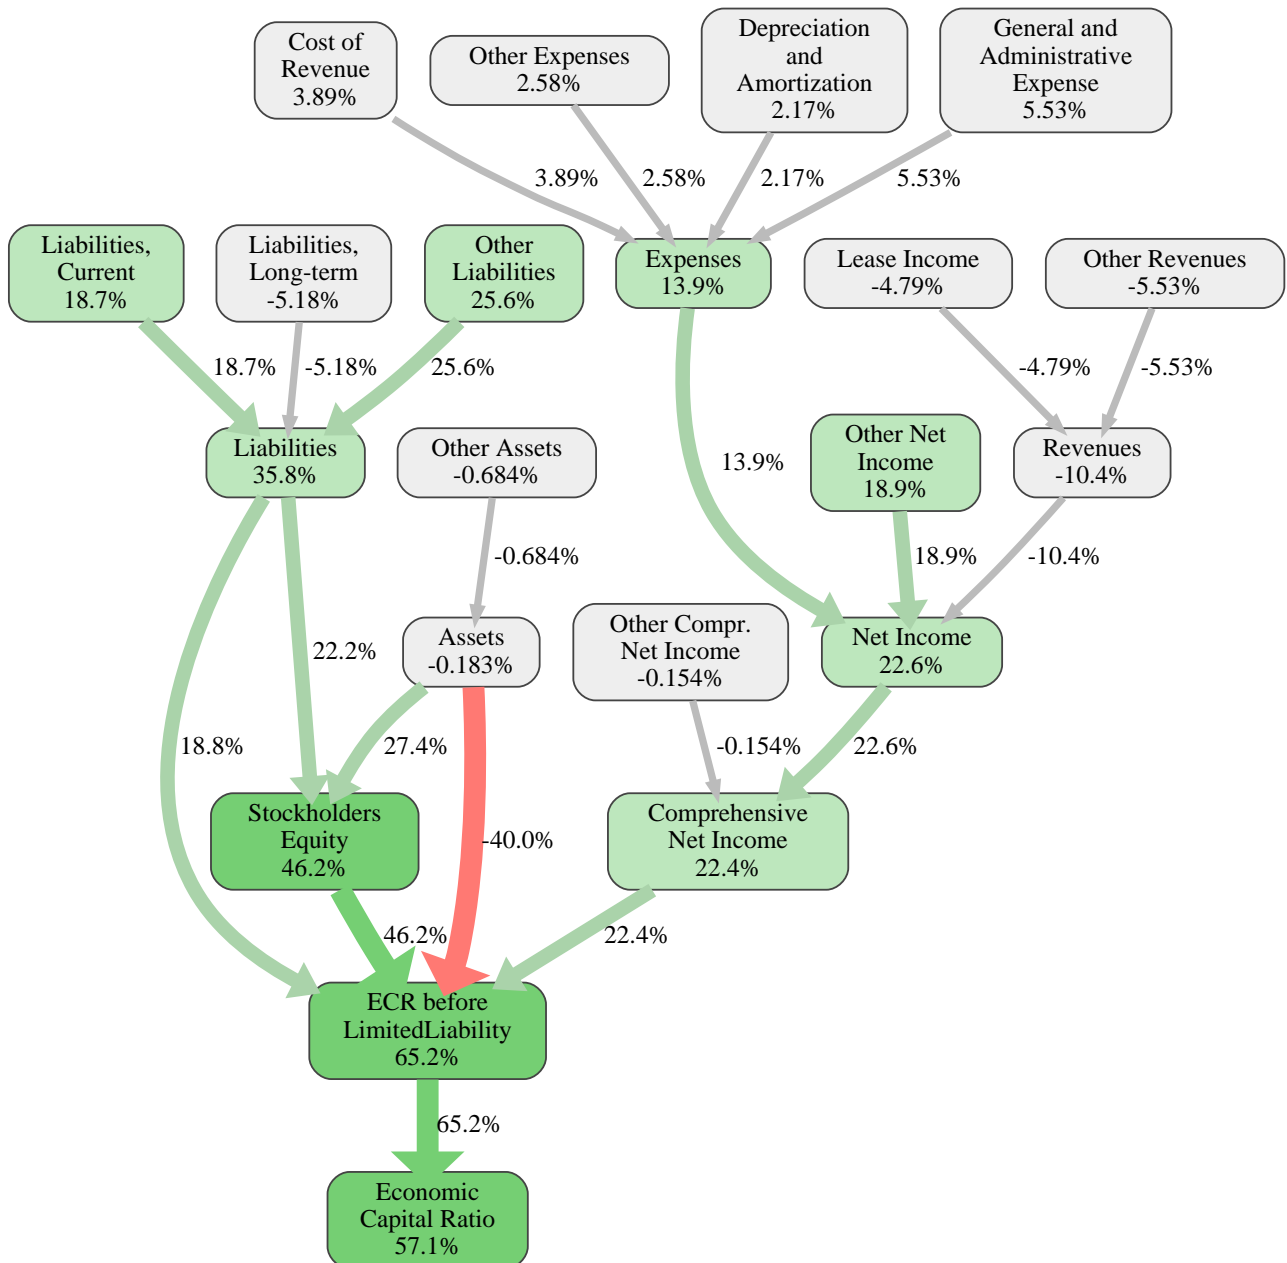 Cost of
Revenue
3.89%
Other Expenses
2.58%
Depreciation
and
Amortization
2.17%
General and
Administrative
Expense
5.53%
3.89%
2.58%
2.17%
5.53%
Liabilities,
Current
18.7%
Liabilities,
Long-term
-5.18%
Other
Liabilities
25.6%
Expenses
13.9%
Lease Income
-4.79%
Other Revenues
-5.53%
18.7%
-5.18%
25.6%
-4.79%
-5.53%
Liabilities
35.8%
Other Assets
-0.684%
13.9%
Other Net
Income
18.9%
Revenues
-10.4%
-0.684%
18.9%
-10.4%
22.2%
Assets
-0.183%
Other Compr.
Net Income
-0.154%
Net Income
22.6%
18.8%
27.4%
-0.154%
22.6%
Stockholders
Equity
46.2%
-40.0%
Comprehensive
Net Income
22.4%
46.2%
22.4%
ECR before
LimitedLiability
65.2%
65.2%
Economic
Capital Ratio
57.1%